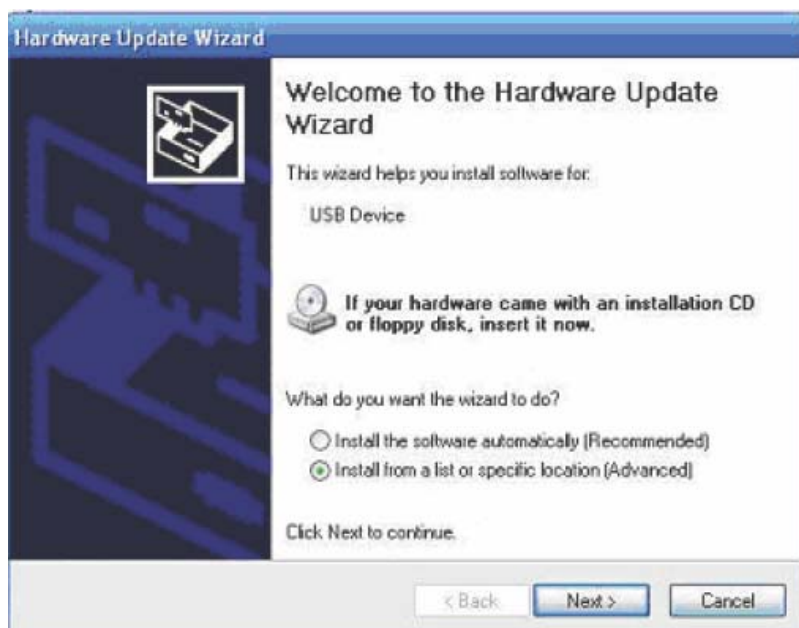 Hardware Update Wizard
Welcome to the Hardware Update
Wizard
This wizard helps you install software for:
USB Device
If your hardware came with an installation CD
or floppy disk, insert it now.
What do you want the wizard to do?
Install the software automatically (Recommended)
Install from a list or specific location (Advanced)
Click Next to continue.
< Back
Next >
Cancel